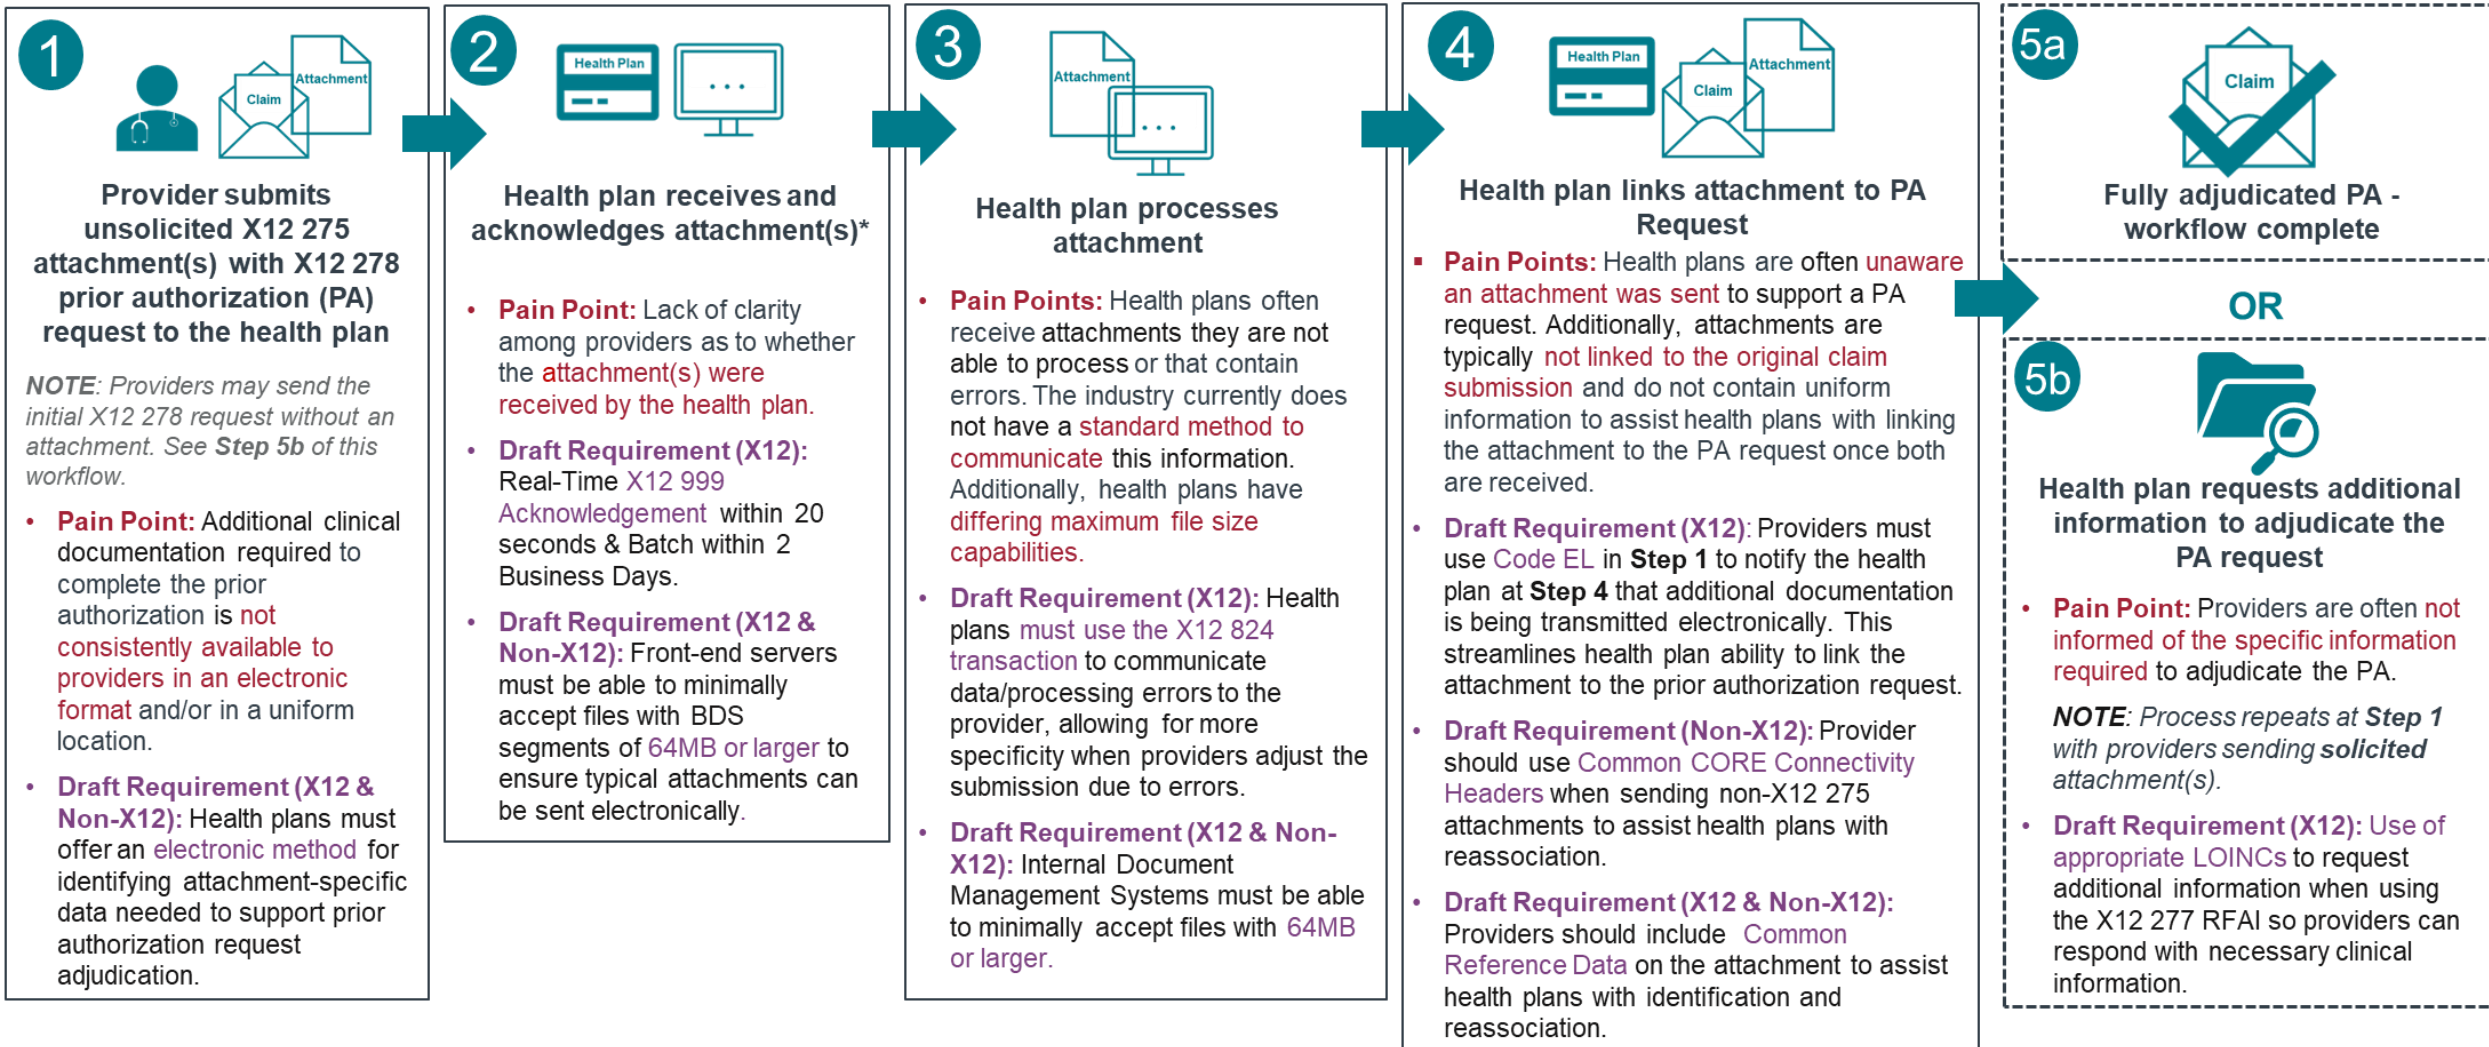 1
Claim
Attachment
Provider submits
unsolicited X12 275
attachment(s) with X12 278
prior authorization (PA)
request to the health plan
NOTE: Providers may send the
initial X12 278 request without an
attachment. See Step 5b of this
workflow.
• Pain Point: Additional clinical
documentation required to
complete the prior
authorization is not
consistently available to
providers in an electronic
format and/or in a uniform
location.
• Draft Requirement (X12 &
Non-X12): Health plans must
offer an electronic method for
identifying attachment-specific
data needed to support prior
authorization request
adjudication.
2
Health Plan
...
Health plan receives and
acknowledges attachment(s)*
• Pain Point: Lack of clarity
among providers as to whether
the attachment(s) were
received by the health plan.
• Draft Requirement (X12):
Real-Time X12 999
Acknowledgement within 20
seconds & Batch within 2
Business Days.
• Draft Requirement (X12 &
Non-X12): Front-end servers
must be able to minimally
accept files with BDS
segments of 64MB or larger to
ensure typical attachments can
be sent electronically.
3
Attachment
...
Health plan processes
attachment
• Pain Points: Health plans often
receive attachments they are not
able to process or that contain
errors. The industry currently does
not have a standard method to
communicate this information.
Additionally, health plans have
differing maximum file size
capabilities.
• Draft Requirement (X12): Health
plans must use the X12 824
transaction to communicate
data/processing errors to the
provider, allowing for more
specificity when providers adjust the
submission due to errors.
• Draft Requirement (X12 & Non-
X12): Internal Document
Management Systems must be able
to minimally accept files with 64MB
or larger.
4
Health Plan
Claim
Attachment
Health plan links attachment to PA
Request
▪ Pain Points: Health plans are often unaware
an attachment was sent to support a PA
request. Additionally, attachments are
typically not linked to the original claim
submission and do not contain uniform
information to assist health plans with linking
the attachment to the PA request once both
are received.
• Draft Requirement (X12): Providers must
use Code EL in Step 1 to notify the health
plan at Step 4 that additional documentation
is being transmitted electronically. This
streamlines health plan ability to link the
attachment to the prior authorization request.
• Draft Requirement (Non-X12): Provider
should use Common CORE Connectivity
Headers when sending non-X12 275
attachments to assist health plans with
reassociation.
• Draft Requirement (X12 & Non-X12):
Providers should include Common
Reference Data on the attachment to assist
health plans with identification and
reassociation.
5a
Claim
Fully adjudicated PA -
workflow complete
OR
5b
Health plan requests additional
information to adjudicate the
PA request
• Pain Point: Providers are often not
informed of the specific information
required to adjudicate the PA.
NOTE: Process repeats at Step 1
with providers sending solicited
attachment(s).
• Draft Requirement (X12): Use of
appropriate LOINCs to request
additional information when using
the X12 277 RFAI so providers can
respond with necessary clinical
information.